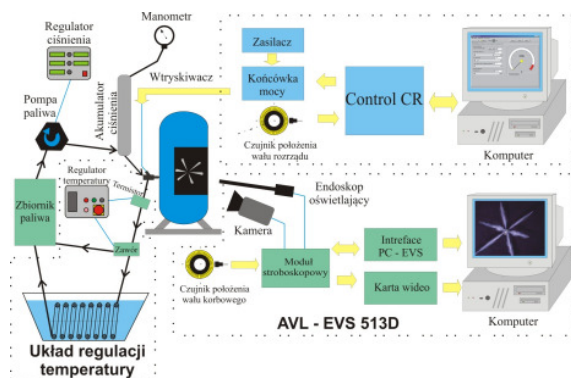 Regulator
ciśnienia
Manometr
Pompa
paliwa
Akumulator
ciśnienia
Wtryskiwacz
Zasilacz
Końcówka
mocy
Control CR
Czujnik położenia
wału rozrządu
Komputer
Regulator
temperatury
Termistor
Zbiornik
paliwa
Zawór
Endoskop
oświetlający
Kamera
Moduł
stroboskopowy
Intreface
PC - EVS
Karta wideo
Czujnik położenia
wału korbowego
AVL - EVS 513D
Komputer
Układ regulacji
temperatury